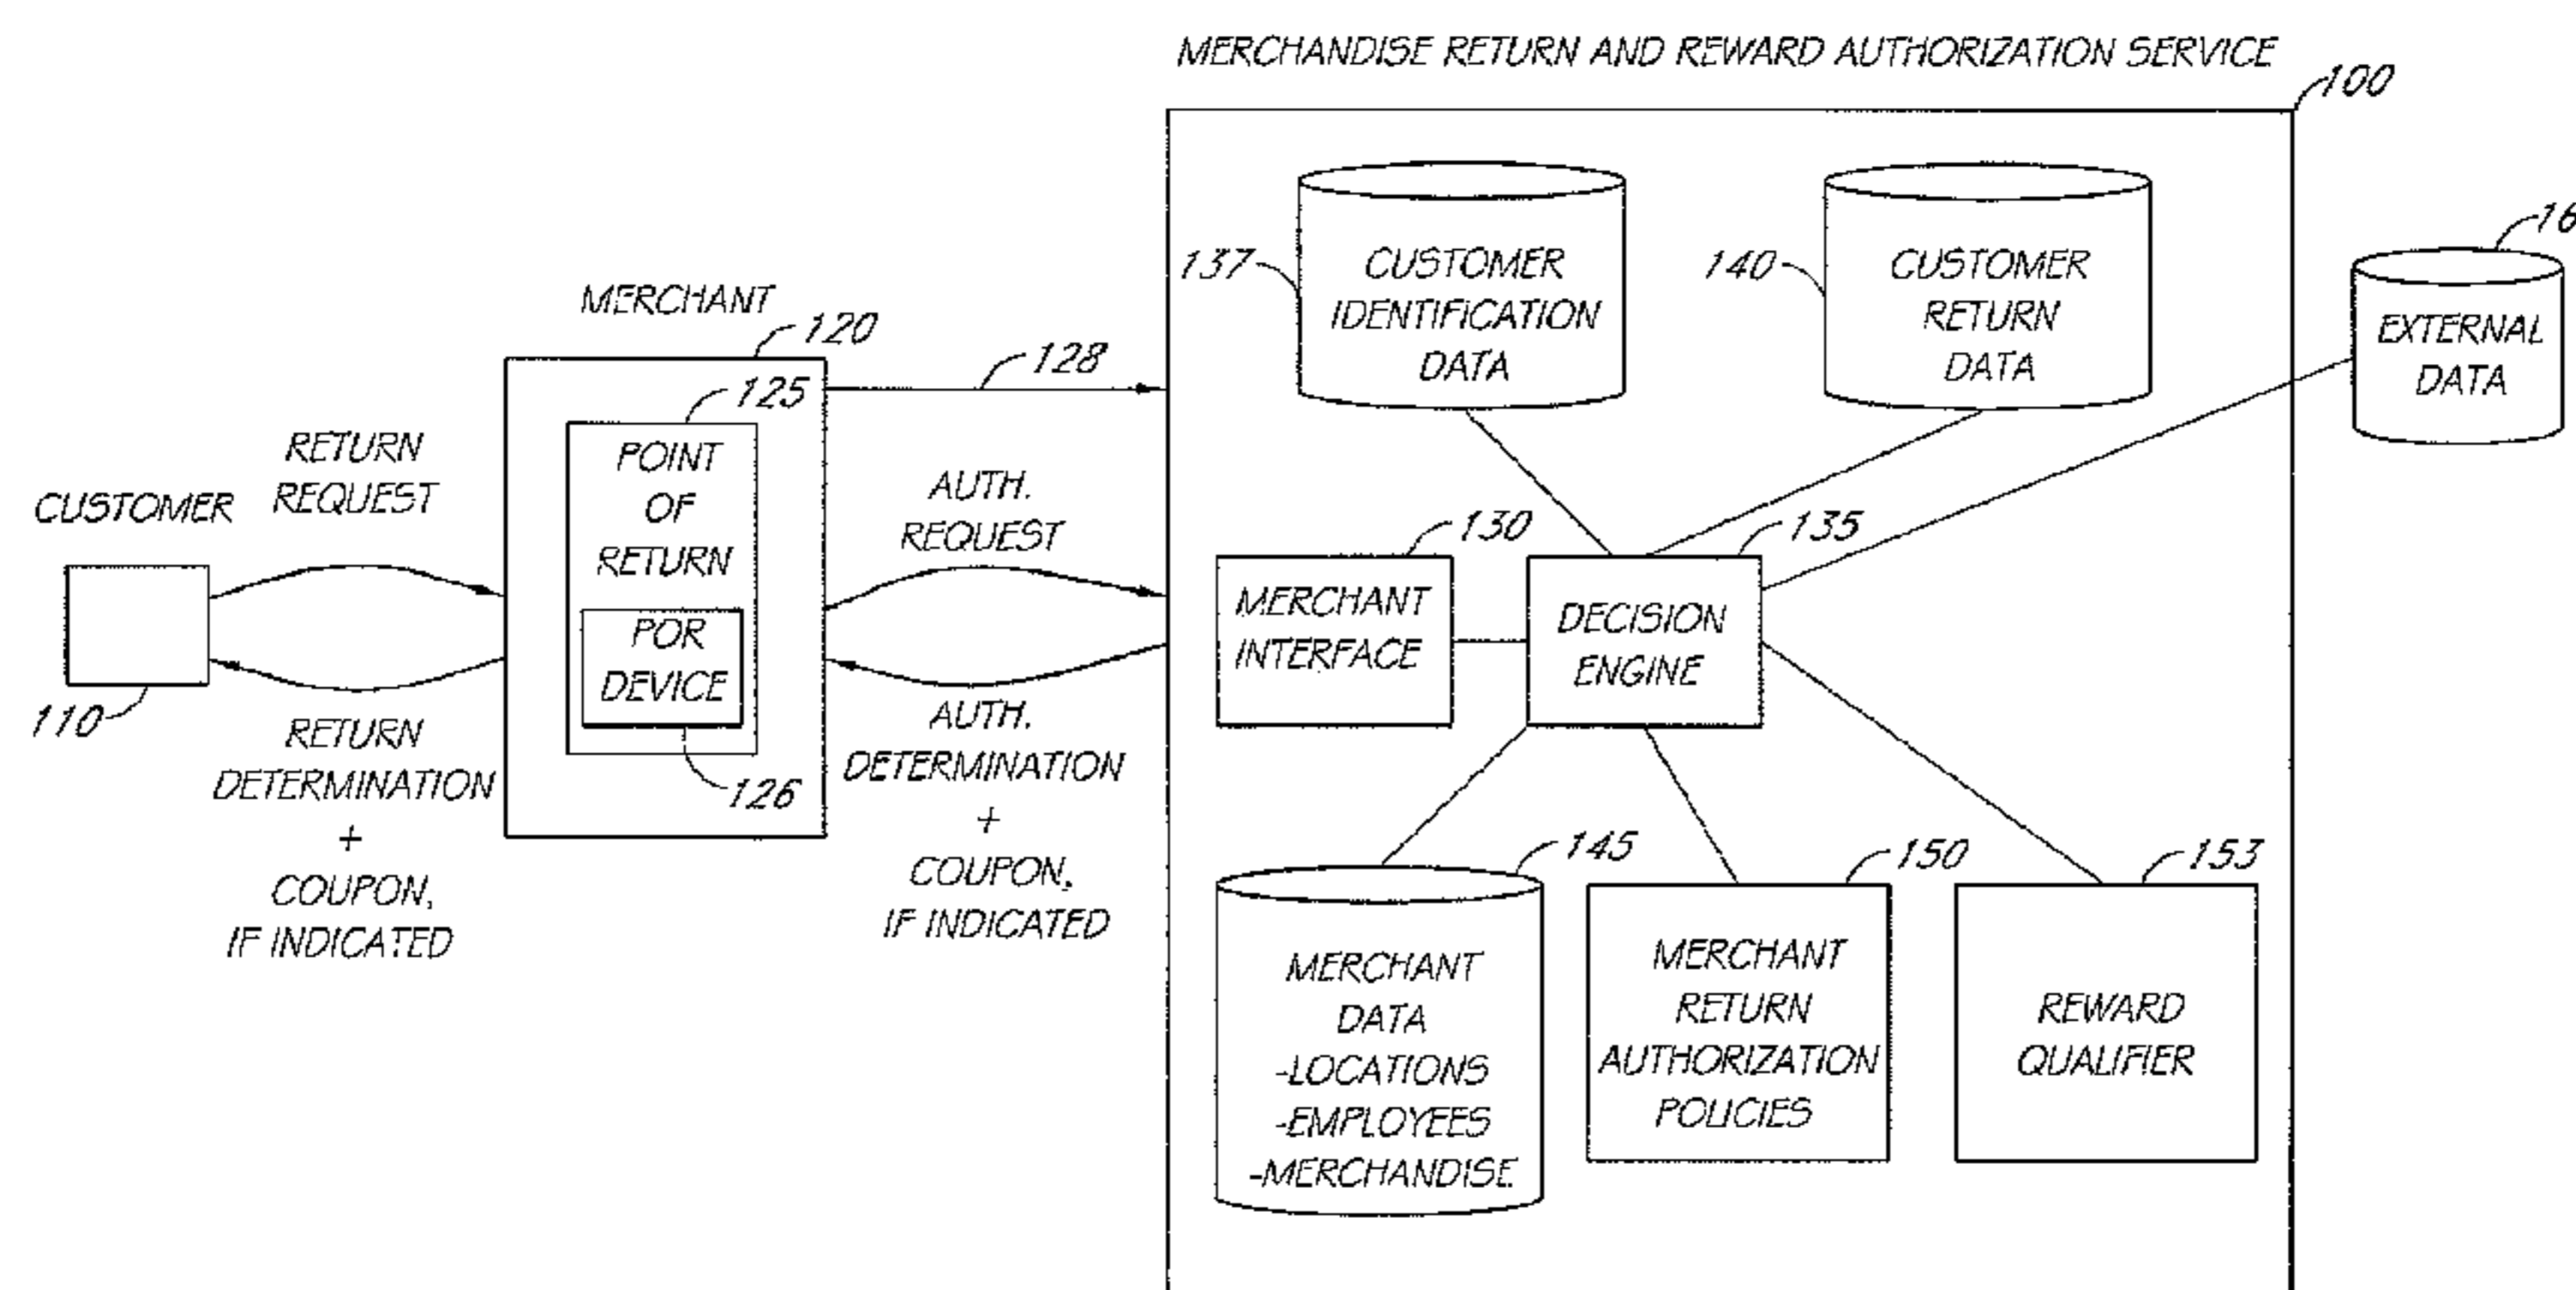 MERCHANDISE RETURN AND REWARD AUTHORIZATION SERVICE
100
137
CUSTOMER
IDENTIFICATION
DATA
140
CUSTOMER
RETURN
DATA
16
EXTERNAL
DATA
MERCHANT
120
128
125
POINT
OF
RETURN
POR
DEVICE
126
CUSTOMER
110
RETURN
REQUEST
RETURN
DETERMINATION
+
COUPON,
IF INDICATED
AUTH.
REQUEST
AUTH.
DETERMINATION
+
COUPON,
IF INDICATED
130
MERCHANT
INTERFACE
135
DECISION
ENGINE
145
MERCHANT
DATA
-LOCATIONS
-EMPLOYEES
-MERCHANDISE
150
MERCHANT
RETURN
AUTHORIZATION
POLICIES
153
REWARD
QUALIFIER